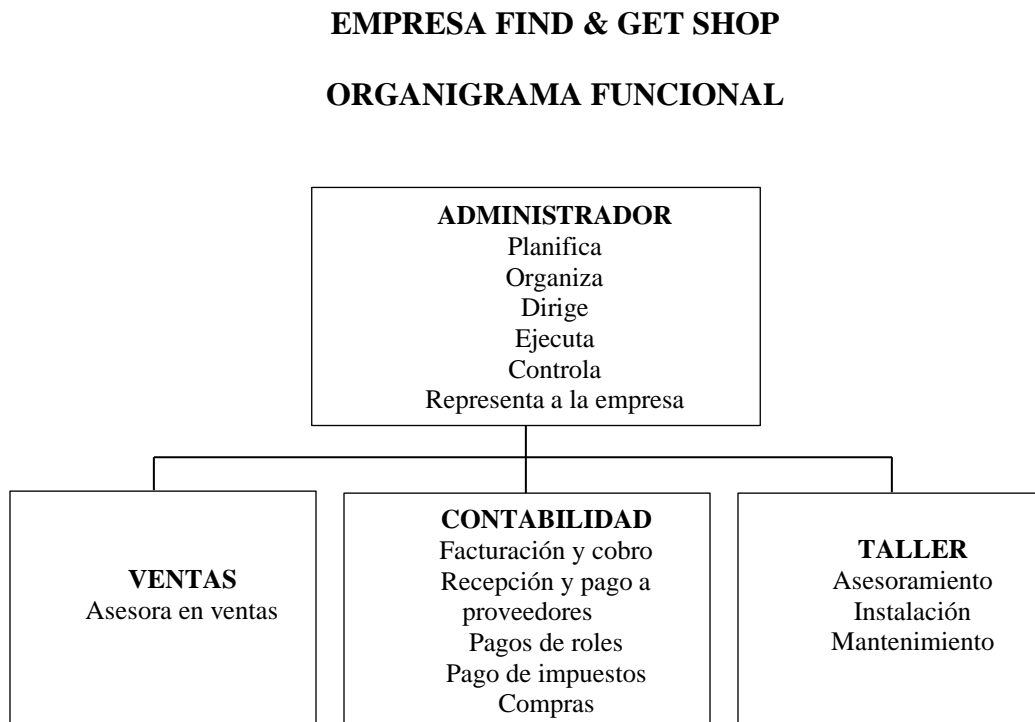 EMPRESA FIND & GET SHOP
ORGANIGRAMA FUNCIONAL
ADMINISTRADOR
Planifica
Organiza
Dirige
Ejecuta
Controla
Representa a la empresa
VENTAS
Asesora en ventas
CONTABILIDAD
Facturación y cobro
Recepción y pago a
proveedores
Pagos de roles
Pago de impuestos
Compras
TALLER
Asesoramiento
Instalación
Mantenimiento